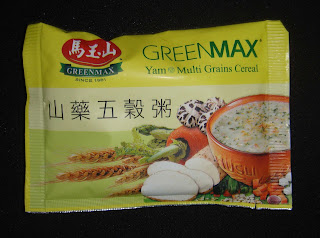 馬玉山
GREENMAX
SINCE 1981
GREENMAX®
Yam & Multi Grains Cereal
山藥五穀粥